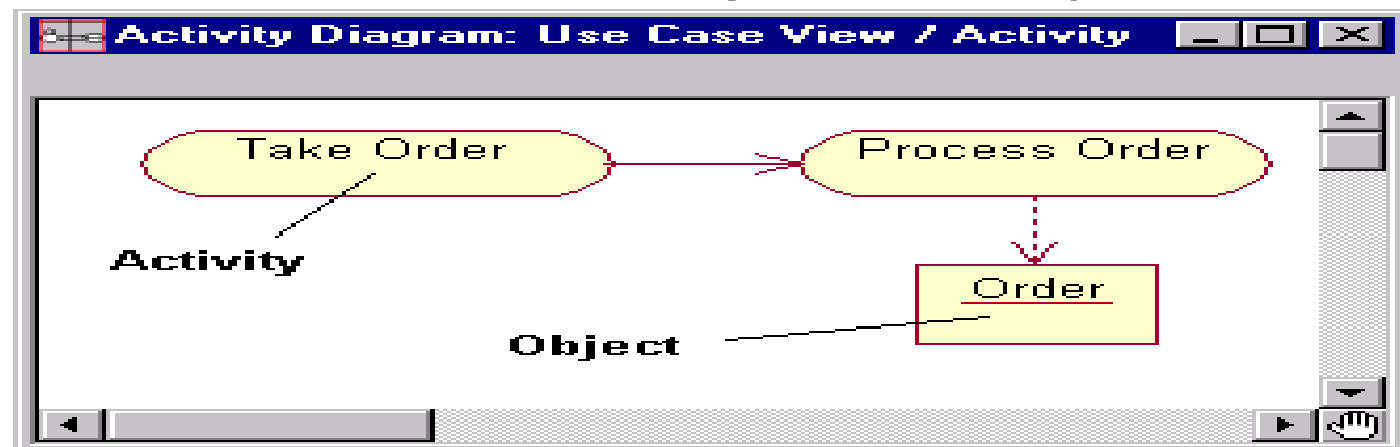 Activity Diagram: Use Case View / Activity
Take Order
Process Order
Activity
Order
Object